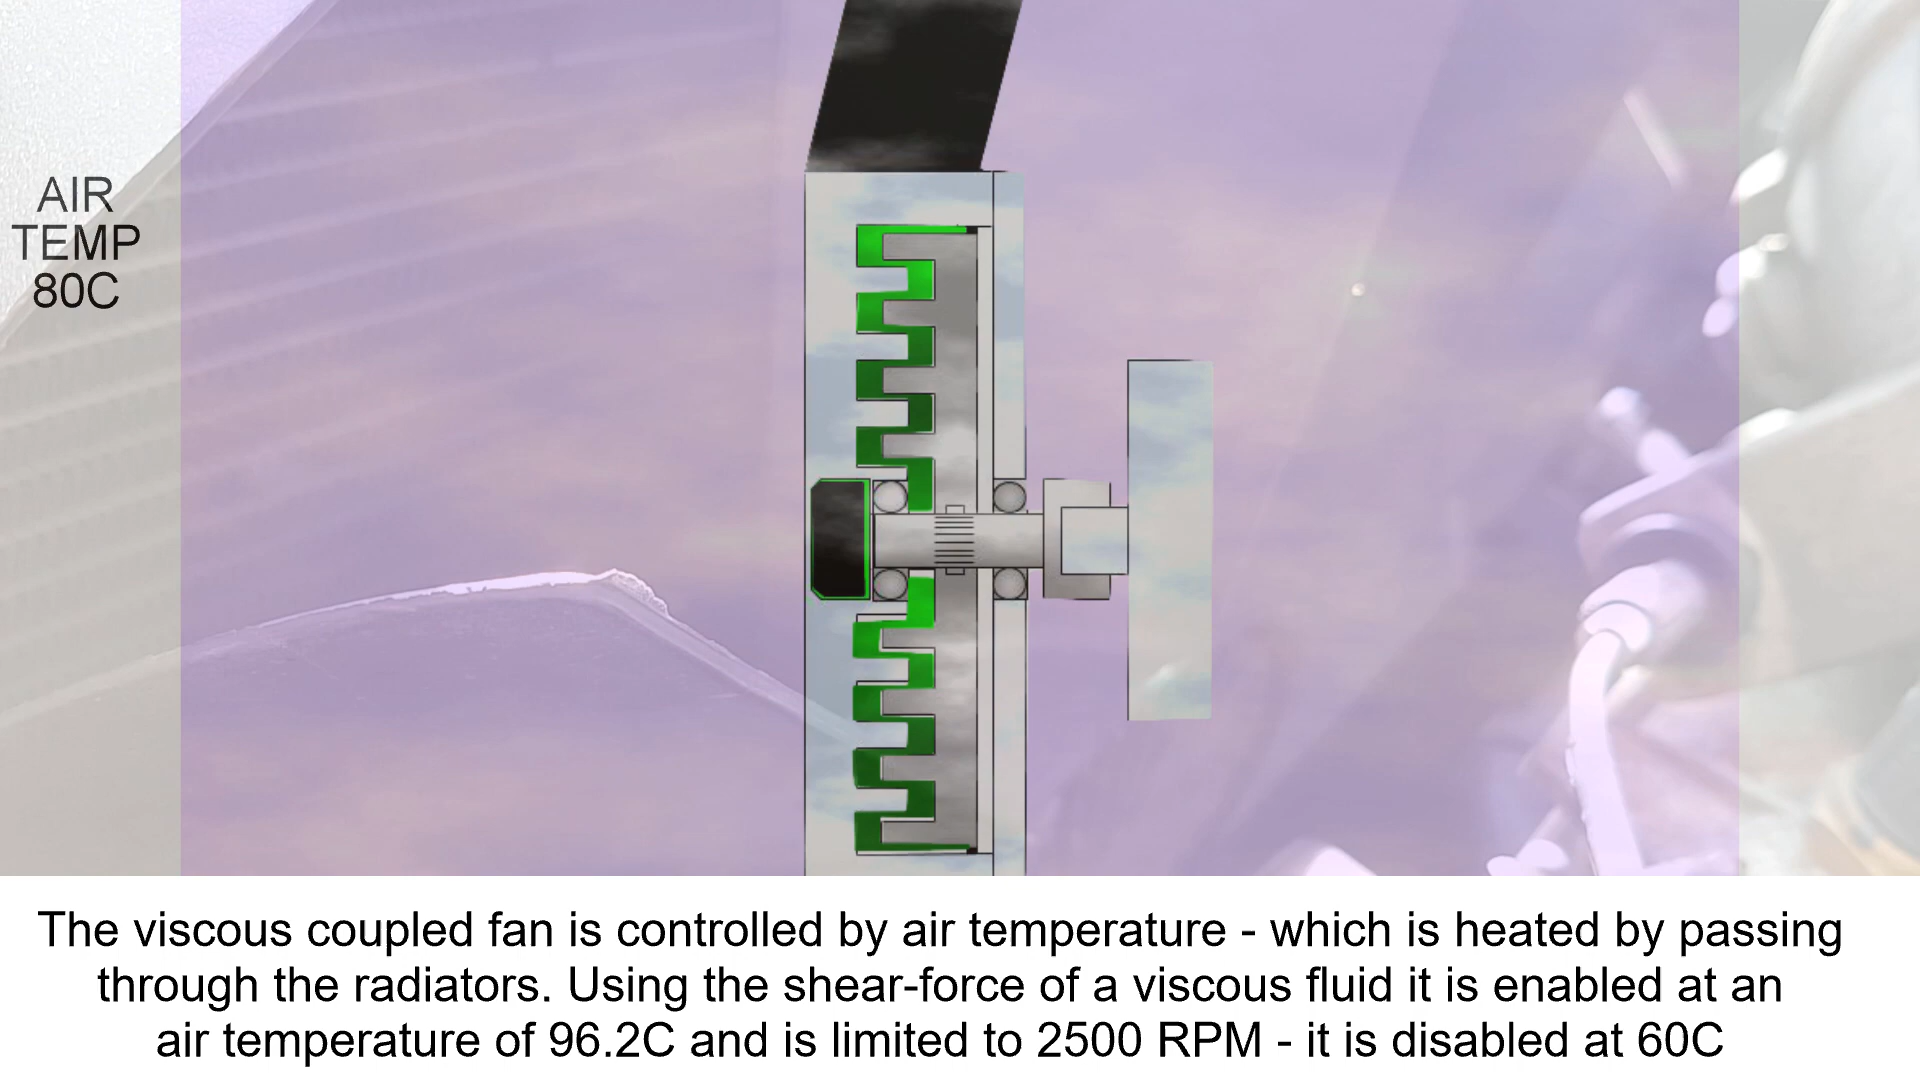 AIR
TEMP
80C
The viscous coupled fan is controlled by air temperature - which is heated by passing
through the radiators. Using the shear-force of a viscous fluid it is enabled at an
air temperature of 96.2C and is limited to 2500 RPM - it is disabled at 60C